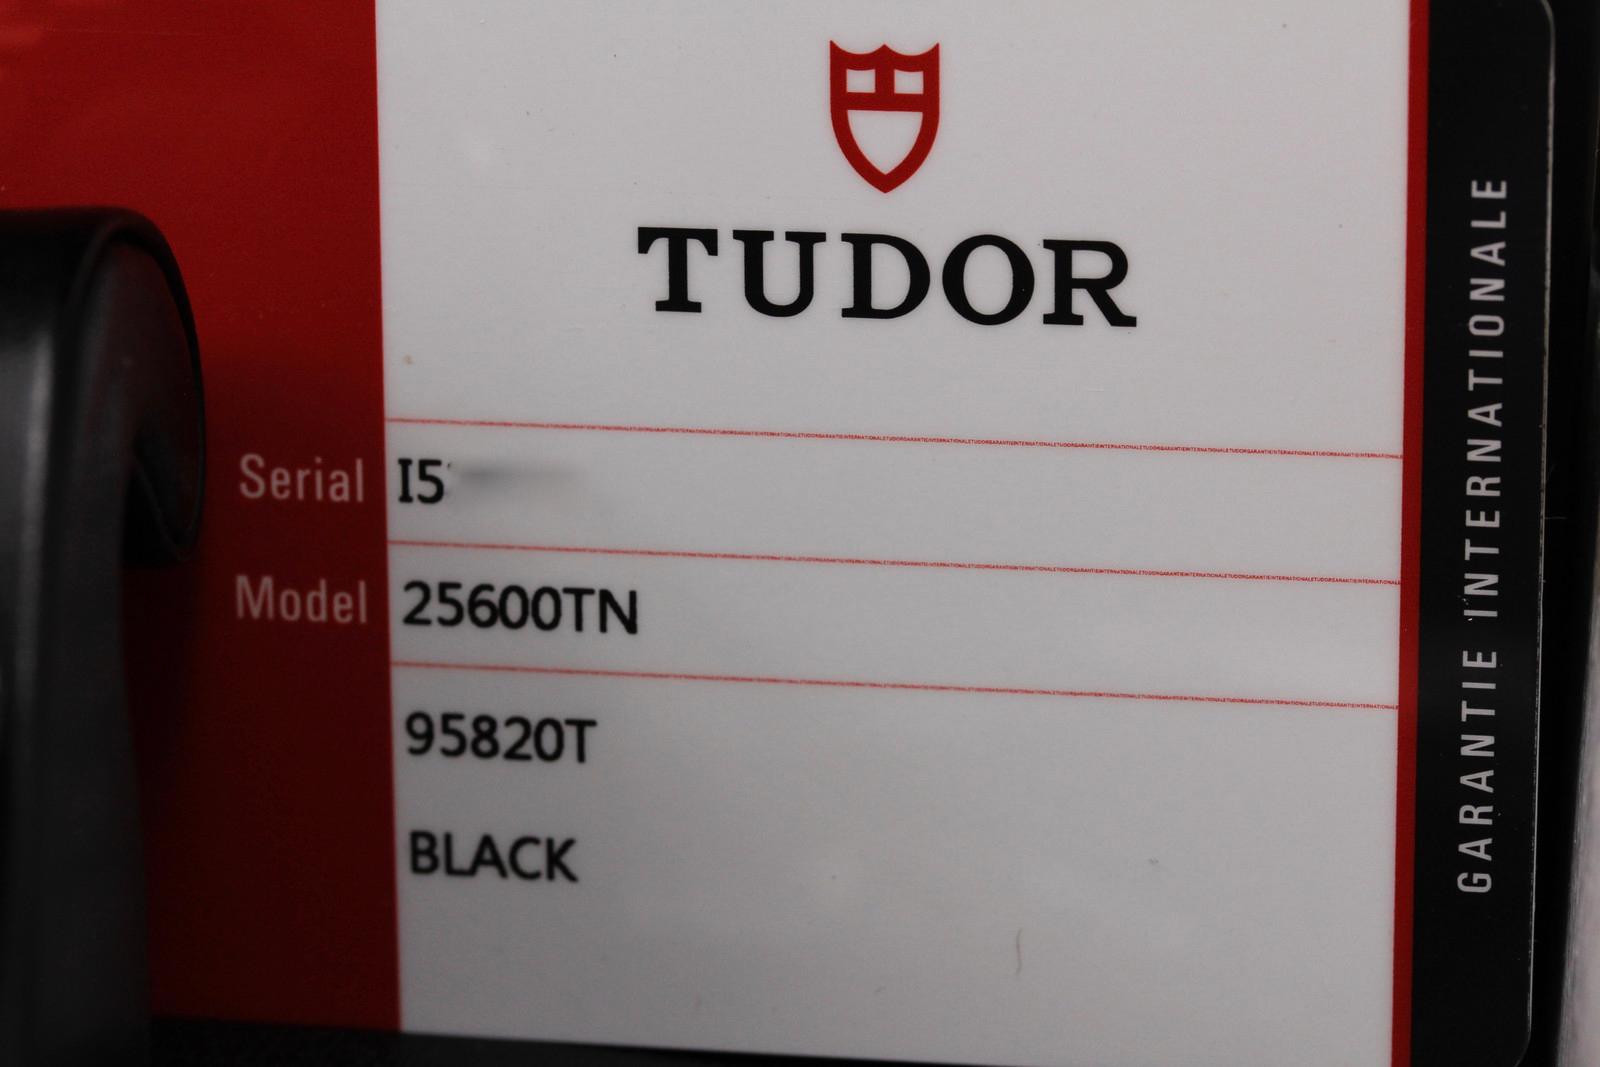 TUDOR
Serial I5
Model 25600TN
95820T
BLACK
GARANTIE INTERNATIONALE